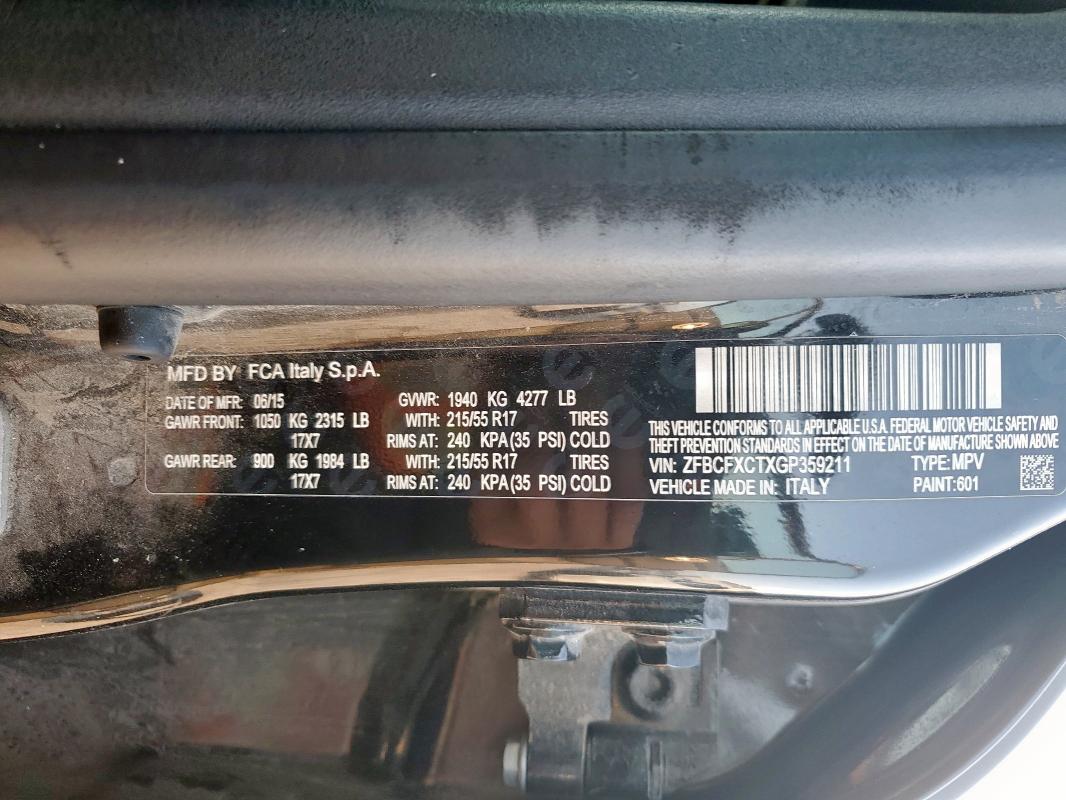 MFD BY FCA Italy S.p.A.
DATE OF MFR: 06/15 GVWR: 1940 KG 4277 LB
GAWR FRONT: 1050 KG 2315 LB WITH: 215/55 R17 TIRES
17X7 RIMS AT: 240 KPA (35 PSI) COLD
GAWR REAR: 900 KG 1984 LB WITH: 215/55 R17 TIRES
17X7 RIMS AT: 240 KPA (35 PSI) COLD
THIS VEHICLE CONFORMS TO ALL APPLICABLE U.S.A. FEDERAL MOTOR VEHICLE SAFETY AND
THEFT PREVENTION STANDARDS IN EFFECT ON THE DATE OF MANUFACTURE SHOWN ABOVE
VIN: ZFBCFXCTXGP359211 TYPE: MPV
VEHICLE MADE IN: ITALY PAINT:601